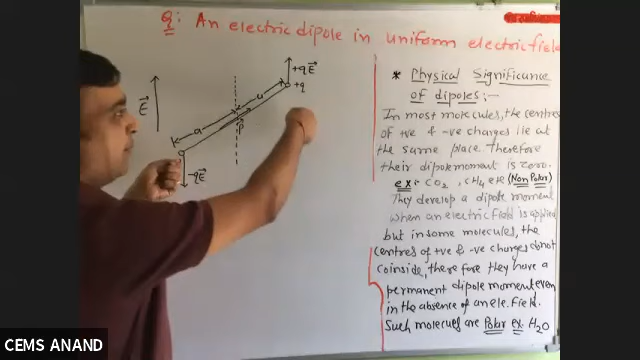 Q: An electric dipole in uniform electric field
+qE
+q
a
a
E
P
-qE
* Physical Significance
of dipoles:-
In most molecules, the centres
of +ve & -ve charges lie at
the same place. Therefore
their dipole moment is zero.
ex:- CO2, CH4 etc (Non Polar)
They develop a dipole moment
when an electric field is applied
but in some molecules, the
centres of +ve & -ve charges do not
coinside, therefore they have a
permanent dipole moment even
in the absence of an ele. field.
Such molecules are Polar ex. H2O
CEMS ANAND